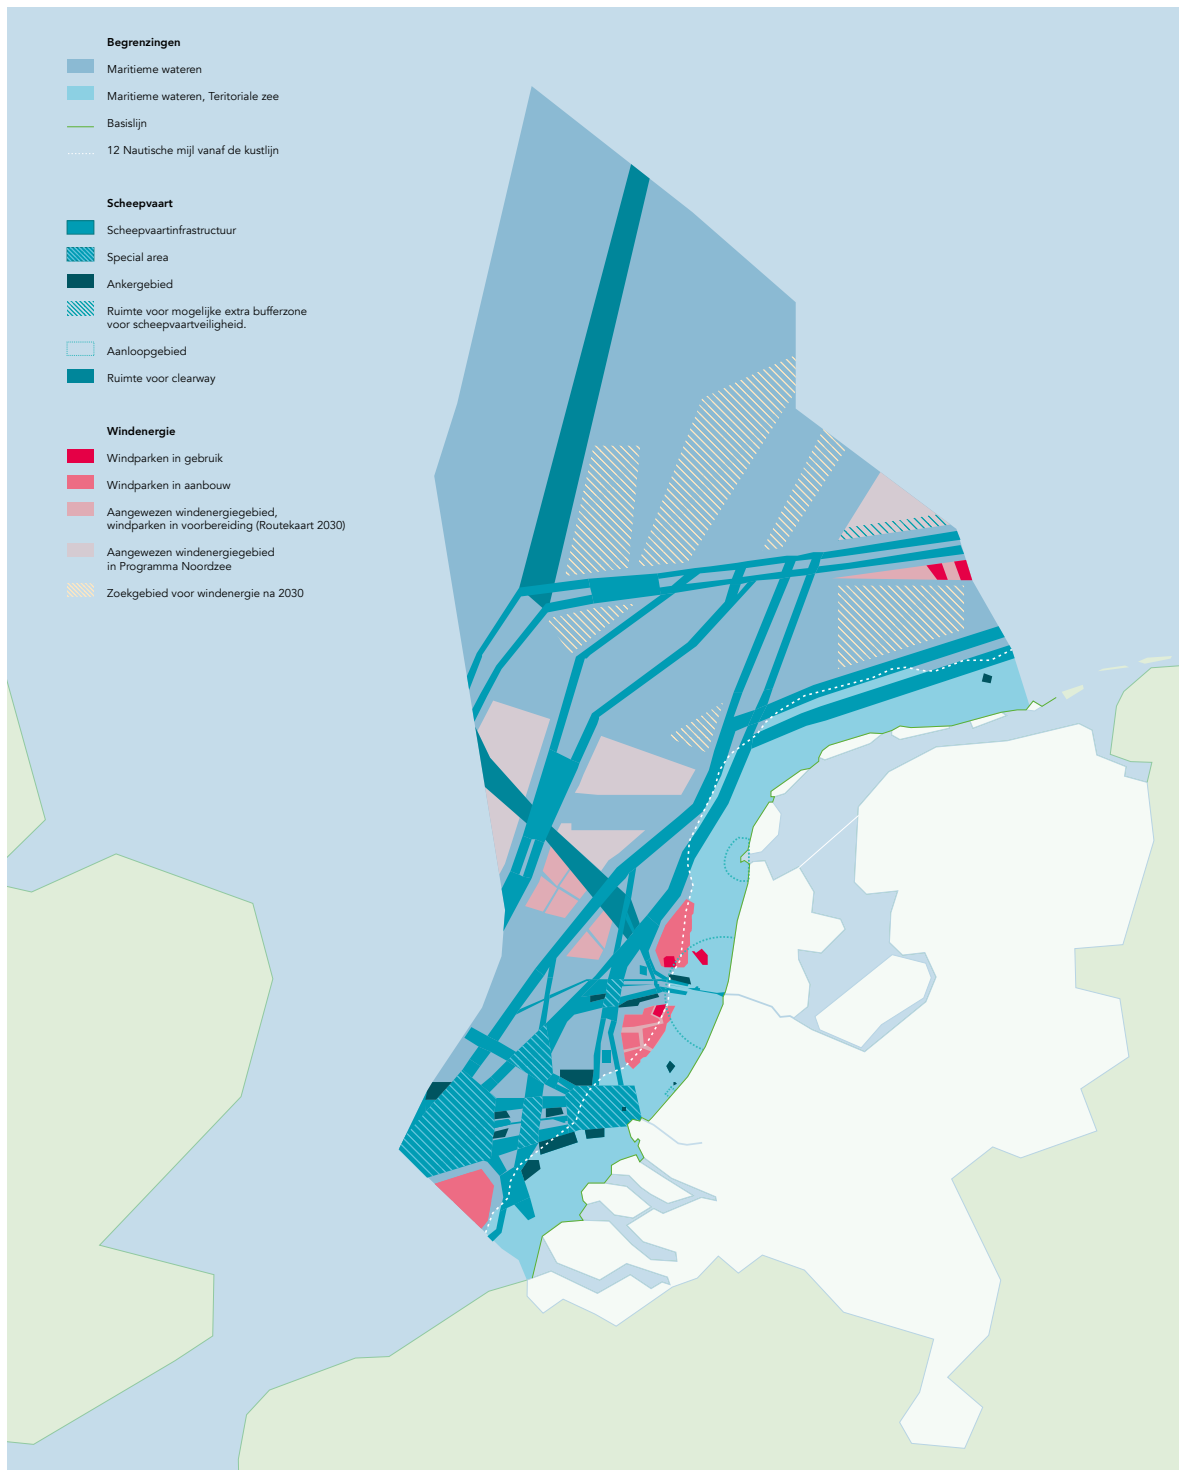 Begrenzingen
Maritieme wateren
Maritieme wateren, Teritoriale zee
Basislijn
12 Nautische mijl vanaf de kustlijn
Scheepvaart
Scheepvaartinfrastructuur
Special area
Ankergebied
Ruimte voor mogelijke extra bufferzone
voor scheepvaartveiligheid.
Aanloopgebied
Ruimte voor clearway
Windenergie
Windparken in gebruik
Windparken in aanbouw
Aangewezen windenergiegebied,
windparken in voorbereiding (Routekaart 2030)
Aangewezen windenergiegebied
in Programma Noordzee
Zoekgebied voor windenergie na 2030